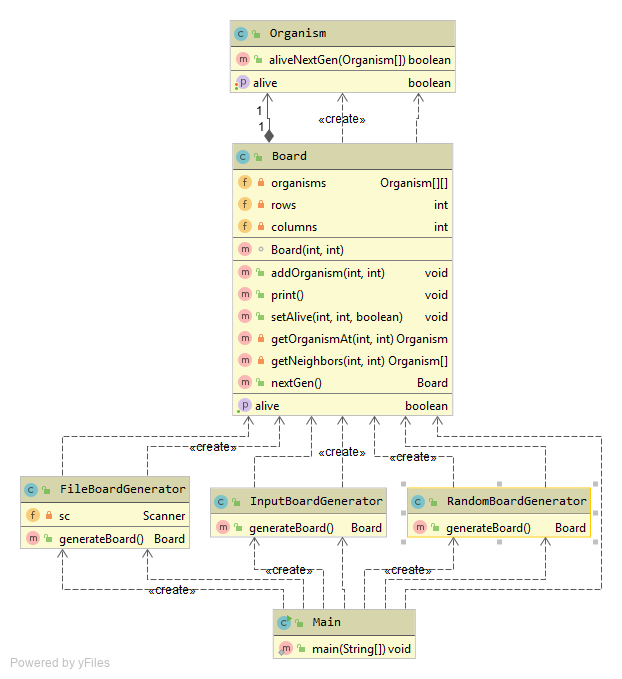 Organism
aliveNextGen(Organism[]) boolean
alive boolean
1
1
«create»
Board
organisms Organism[][]
rows int
columns int
Board(int, int)
addOrganism(int, int) void
print() void
setAlive(int, int, boolean) void
getOrganismAt(int, int) Organism
getNeighbors(int, int) Organism[]
nextGen() Board
alive boolean
«create» «create» «create»
FileBoardGenerator
sc Scanner
generateBoard() Board
InputBoardGenerator
generateBoard() Board
RandomBoardGenerator
generateBoard() Board
«create» «create» «create»
Main
main(String[]) void
Powered by yFiles